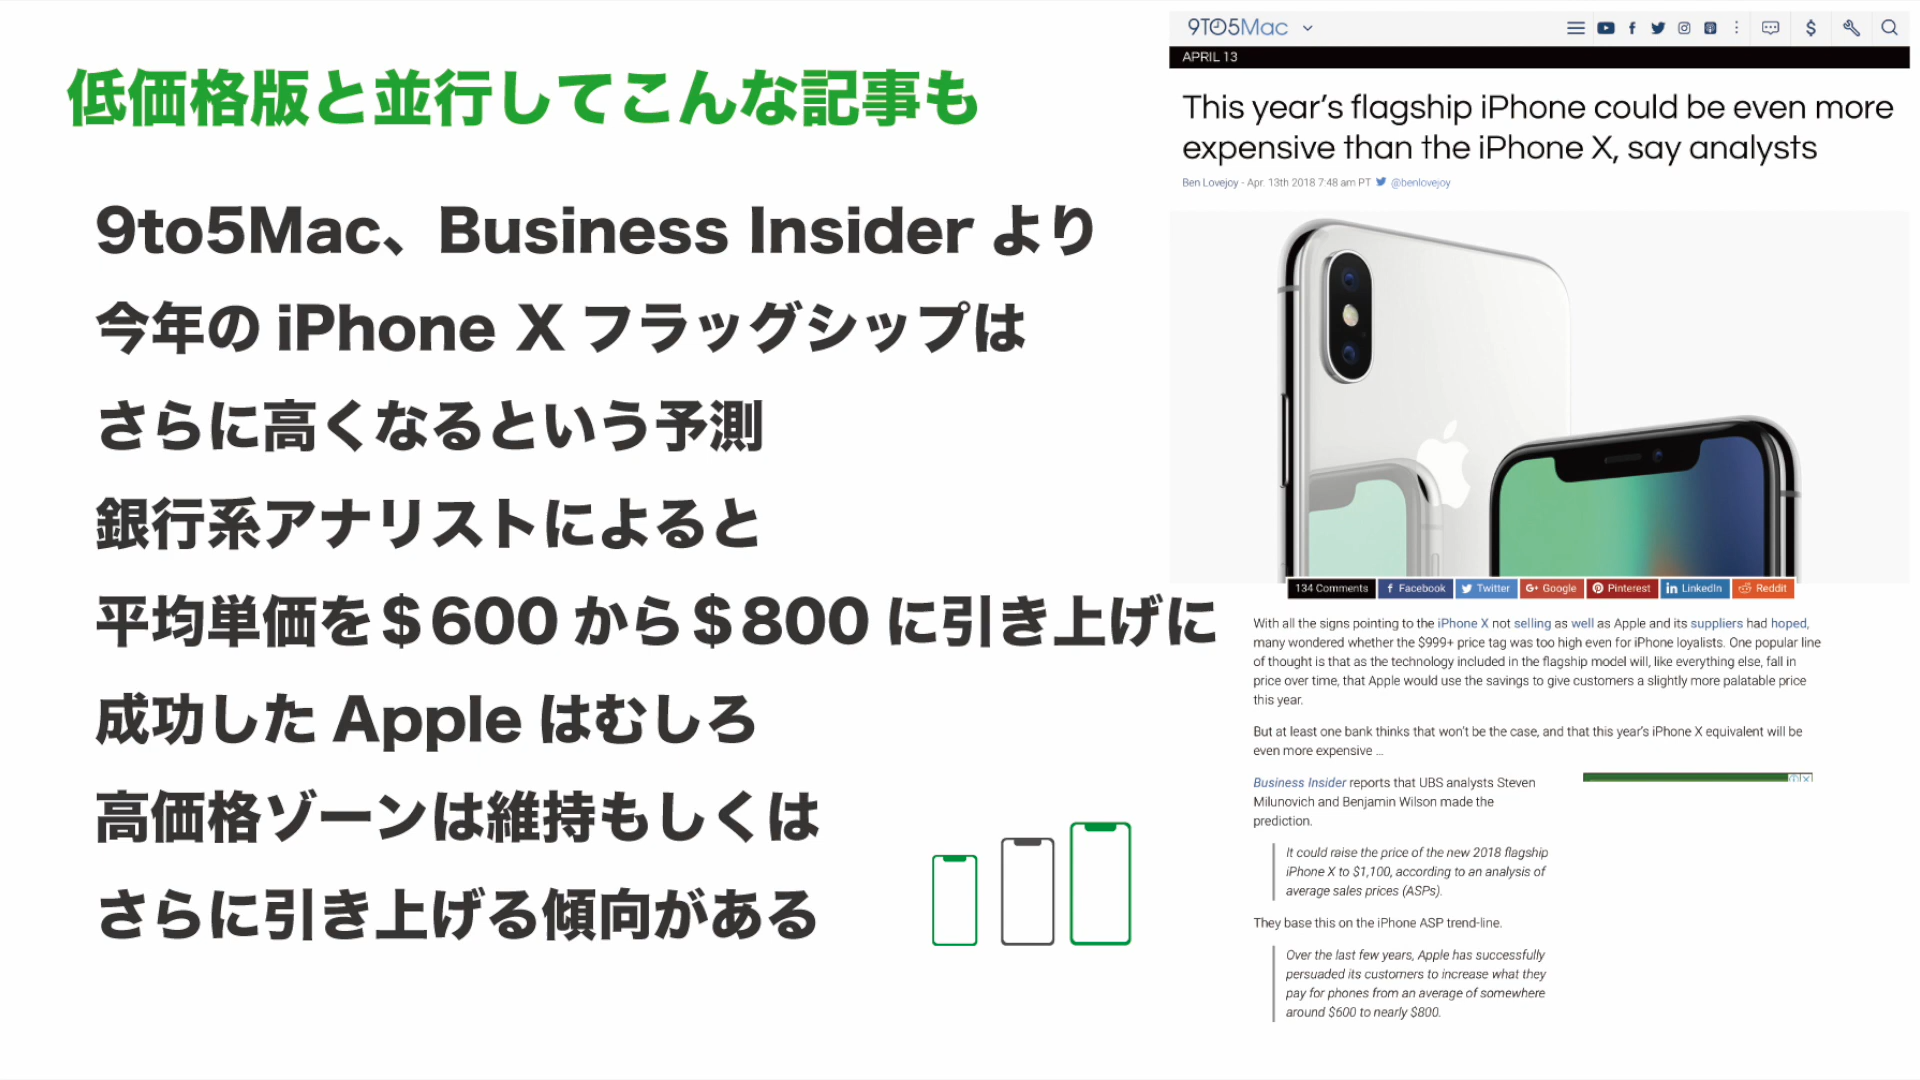 低価格版と並行してこんな記事も
9to5Mac、Business Insider より
今年の iPhone X フラッグシップは
さらに高くなるという予測
銀行系アナリストによると
平均単価を＄600 から＄800 に引き上げに
成功した Apple はむしろ
高価格ゾーンは維持もしくは
さらに引き上げる傾向がある
9TO5Mac
APRIL 13
This year's flagship iPhone could be even more
expensive than the iPhone X, say analysts
Ben Lovejoy - Apr. 13th 2018 7:48 am PT @benlovejoy
134 Comments Facebook Twitter Google Pinterest LinkedIn Reddit
With all the signs pointing to the iPhone X not selling as well as Apple and its suppliers had hoped,
many wondered whether the $999+ price tag was too high even for iPhone loyalists. One popular line
of thought is that as the technology included in the flagship model will, like everything else, fall in
price over time, that Apple would use the savings to give customers a slightly more palatable price
this year.
But at least one bank thinks that won't be the case, and that this year's iPhone X equivalent will be
even more expensive ...
Business Insider reports that UBS analysts Steven
Milunovich and Benjamin Wilson made the
prediction.
It could raise the price of the new 2018 flagship
iPhone X to $1,100, according to an analysis of
average sales prices (ASPs).
They base this on the iPhone ASP trend-line.
Over the last few years, Apple has successfully
persuaded its customers to increase what they
pay for phones from an average of somewhere
around $600 to nearly $800.